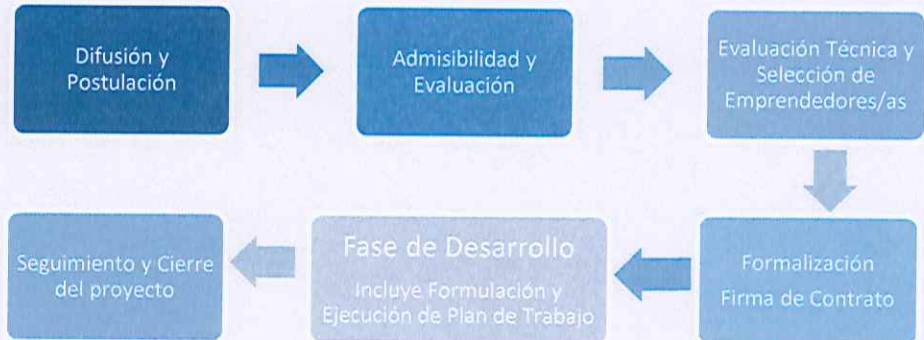 Difusión y
Postulación
Admisibilidad y
Evaluación
Evaluación Técnica y
Selección de
Emprendedores/as
Formalización
Firma de Contrato
Fase de Desarrollo
Incluye Formulación y
Ejecución de Plan de Trabajo
Seguimiento y Cierre
del proyecto